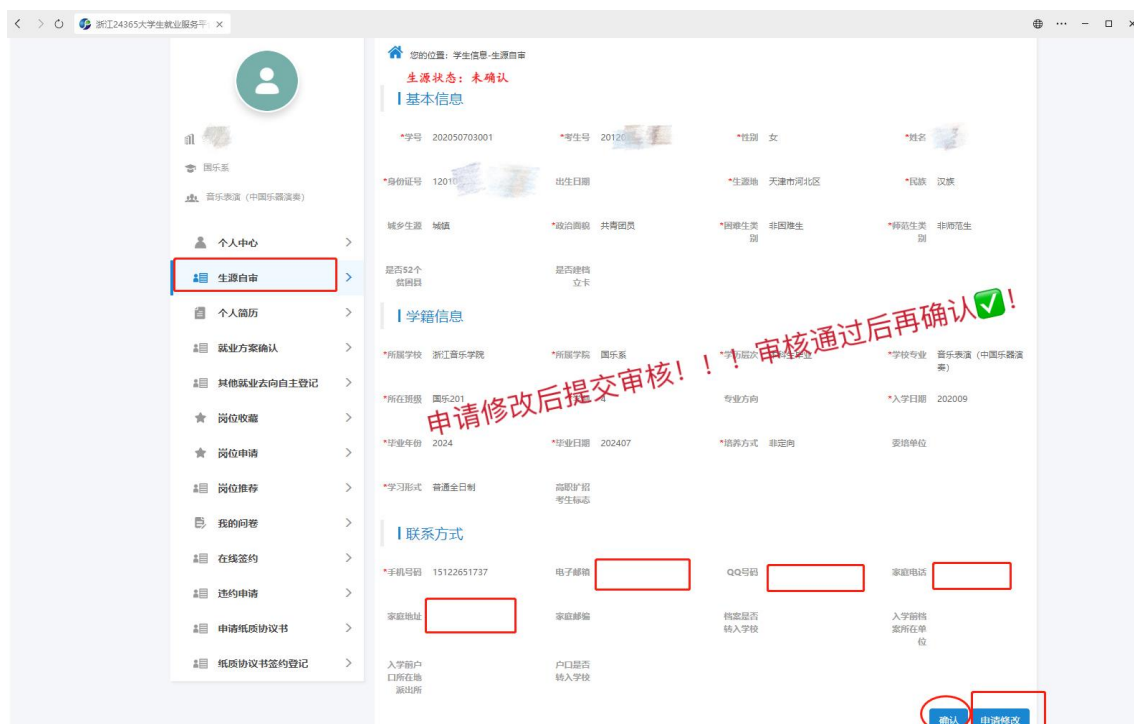 浙江24365大学生就业服务平
您的位置：学生信息-生源自审
生源状态：未确认
基本信息
*学号 202050703001 *考生号 2012 *性别 女 *姓名
*身份证号 1201 出生日期 *生源地 天津市河北区 *民族 汉族
城乡生源 城镇 *政治面貌 共青团员 *困难生类别 非困难生 *师范生类别 非师范生
是否52个贫困县 是否建档立卡
学籍信息
*所属学校 浙江音乐学院 *所属学院 国乐系 *学历层次 本科生毕业 *学校专业 音乐表演（中国乐器演奏）
*所在班级 国乐201 4 专业方向 *入学日期 202009
*毕业年份 2024 *毕业日期 202407 *培养方式 非定向 委培单位
*学习形式 普通全日制 高职扩招考生标志
申请修改后提交审核！！！审核通过后再确认✅！
联系方式
*手机号码 15122651737 电子邮箱 QQ号码 家庭电话
家庭地址 家庭邮编 档案是否转入学校 入学前档案所在单位
入学前户口所在地派出所 户口是否转入学校
确认 申请修改
国乐系
音乐表演（中国乐器演奏）
个人中心
生源自审
个人简历
就业方案确认
其他就业去向自主登记
岗位收藏
岗位申请
岗位推荐
我的问卷
在线签约
违约申请
申请纸质协议书
纸质协议书签约登记